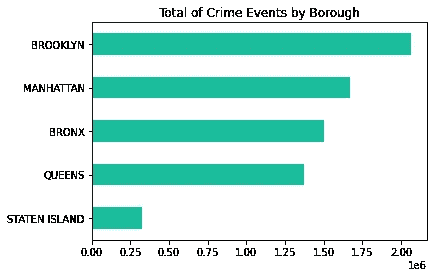 Total of Crime Events by Borough
BROOKLYN
MANHATTAN
BRONX
QUEENS
STATEN ISLAND
0.00 0.25 0.50 0.75 1.00 1.25 1.50 1.75 2.00
1e6